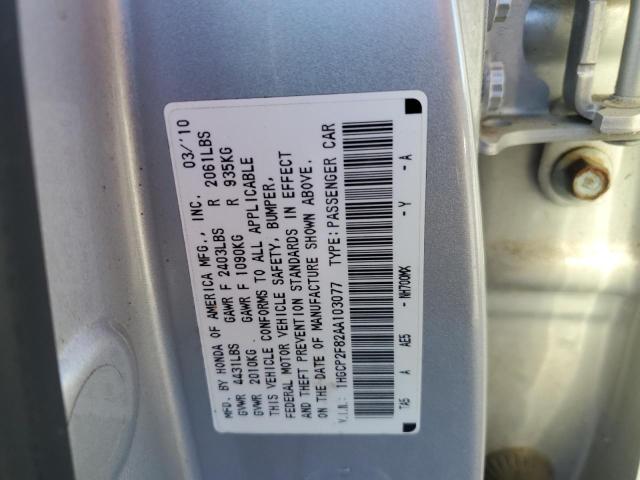 MFD. BY HONDA OF AMERICA MFG., INC. 03/'10
GVWR 4431LBS GAWR F 2403LBS R 2061LBS
GVWR 2010KG GAWR F 1090KG R 935KG
THIS VEHICLE CONFORMS TO ALL APPLICABLE
FEDERAL MOTOR VEHICLE SAFETY, BUMPER,
AND THEFT PREVENTION STANDARDS IN EFFECT
ON THE DATE OF MANUFACTURE SHOWN ABOVE.
V.I.N.: 1HGCP2F82AA103077 TYPE: PASSENGER CAR
TA5 A AE5 - NH700MX - Y - A